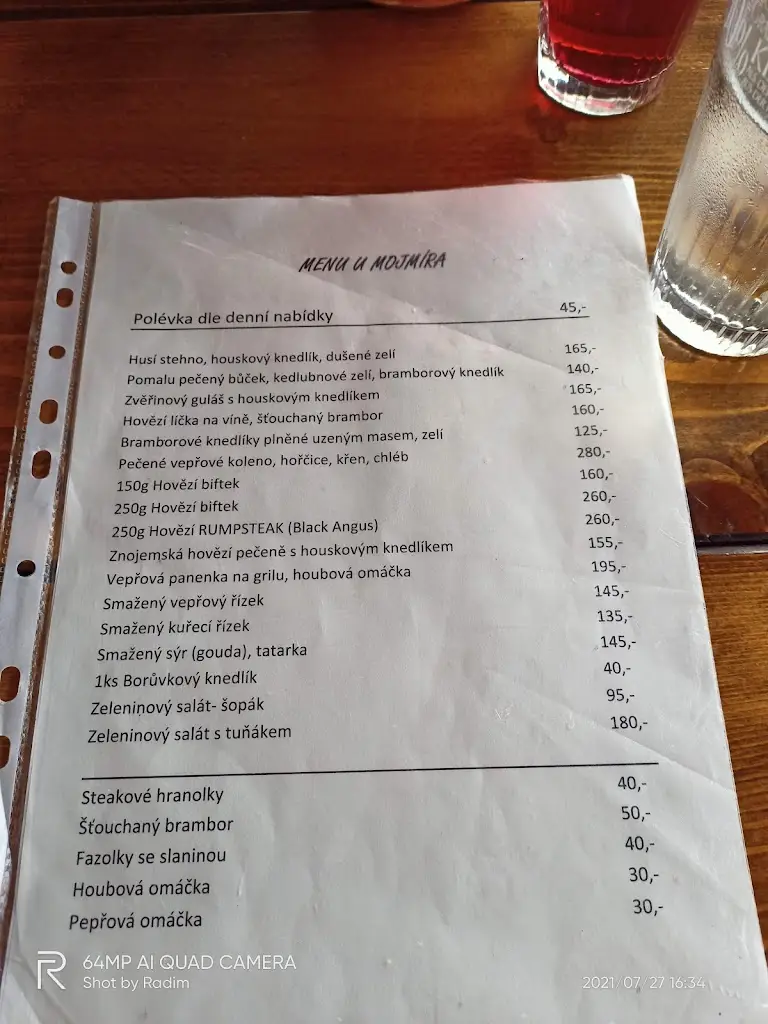 MENU U MOJMÍRA
Polévka dle denní nabídky 45,-
Husí stehno, houskový knedlík, dušené zelí 165,-
Pomalu pečený bůček, kedlubnové zelí, bramborový knedlík 140,-
Zvěřinový guláš s houskovým knedlíkem 165,-
Hovězí líčka na víně, šťouchaný brambor 160,-
Bramborové knedlíky plněné uzeným masem, zelí 125,-
Pečené vepřové koleno, hořčice, křen, chléb 280,-
150g Hovězí biftek 160,-
250g Hovězí biftek 260,-
250g Hovězí RUMPSTEAK (Black Angus) 260,-
Znojemská hovězí pečeně s houskovým knedlíkem 155,-
Vepřová panenka na grilu, houbová omáčka 195,-
Smažený vepřový řízek 145,-
Smažený kuřecí řízek 135,-
Smažený sýr (gouda), tatarka 145,-
1ks Borůvkový knedlík 40,-
Zeleninový salát- šopák 95,-
Zeleninový salát s tuňákem 180,-
Steakové hranolky 40,-
Šťouchaný brambor 50,-
Fazolky se slaninou 40,-
Houbová omáčka 30,-
Pepřová omáčka 30,-
R
64MP AI QUAD CAMERA
Shot by Radim
2021/07/27 16:34